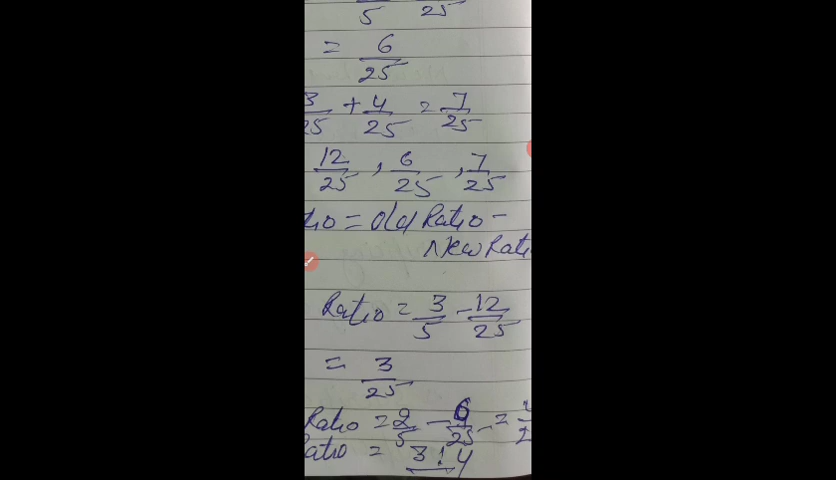 5 25
= 6/25
3/25 + 4/25 = 7/25
12/25, 6/25, 7/25
tio = Old Ratio -
New Rati
Ratio = 3/5 - 12/25
= 3/25
Ratio = 2/5 - 6/25 =
Ratio = 3:4